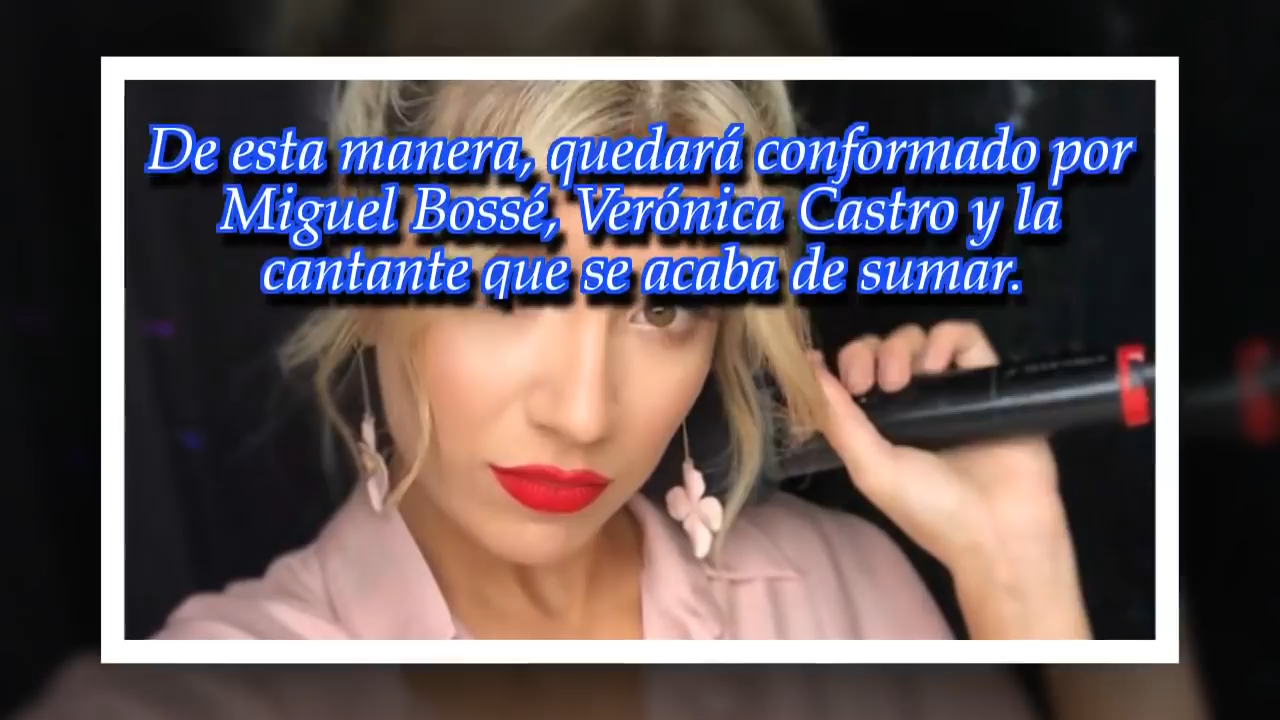 De esta manera, quedará conformado por
Miguel Bossé, Verónica Castro y la
cantante que se acaba de sumar.